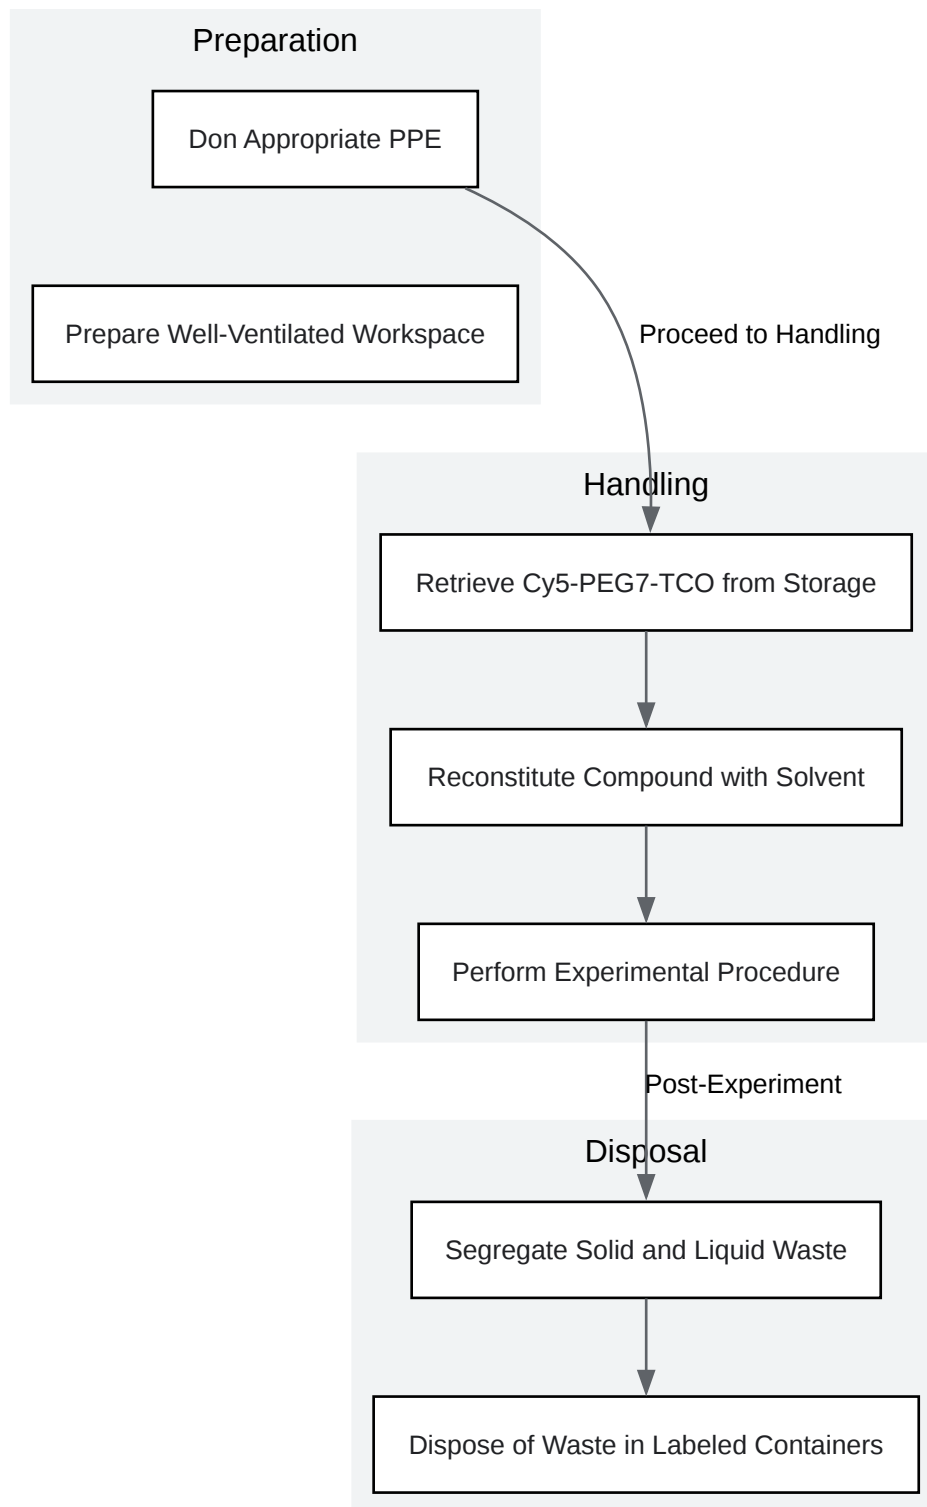 Preparation
Don Appropriate PPE
Prepare Well-Ventilated Workspace
Proceed to Handling
Handling
Retrieve Cy5-PEG7-TCO from Storage
Reconstitute Compound with Solvent
Perform Experimental Procedure
Post-Experiment
Disposal
Segregate Solid and Liquid Waste
Dispose of Waste in Labeled Containers